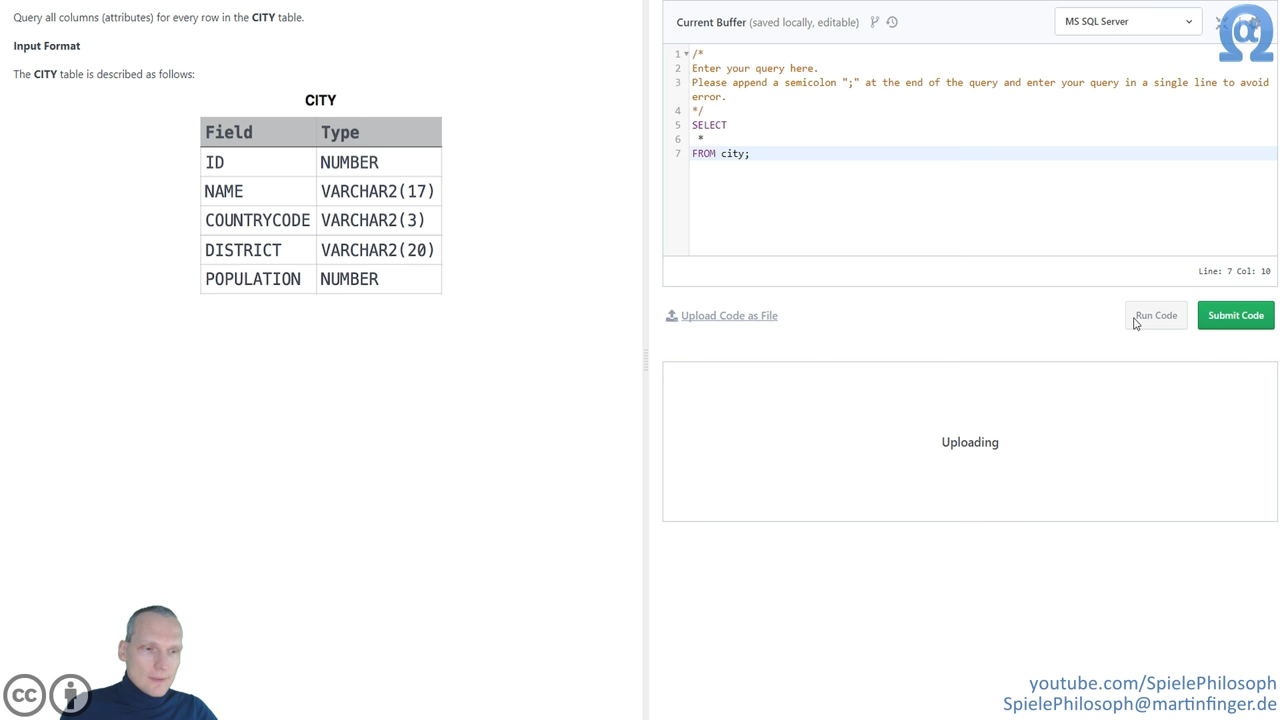 Query all columns (attributes) for every row in the CITY table.
Input Format
The CITY table is described as follows:
CITY
Field Type
ID NUMBER
NAME VARCHAR2(17)
COUNTRYCODE VARCHAR2(3)
DISTRICT VARCHAR2(20)
POPULATION NUMBER
Current Buffer (saved locally, editable)
MS SQL Server
1 /*
2 Enter your query here.
3 Please append a semicolon ";" at the end of the query and enter your query in a single line to avoid
error.
4 */
5 SELECT
6 *
7 FROM city;
Line: 7 Col: 10
Upload Code as File
Run Code
Submit Code
Uploading
cc
youtube.com/SpielePhilosoph
SpielePhilosoph@martinfinger.de